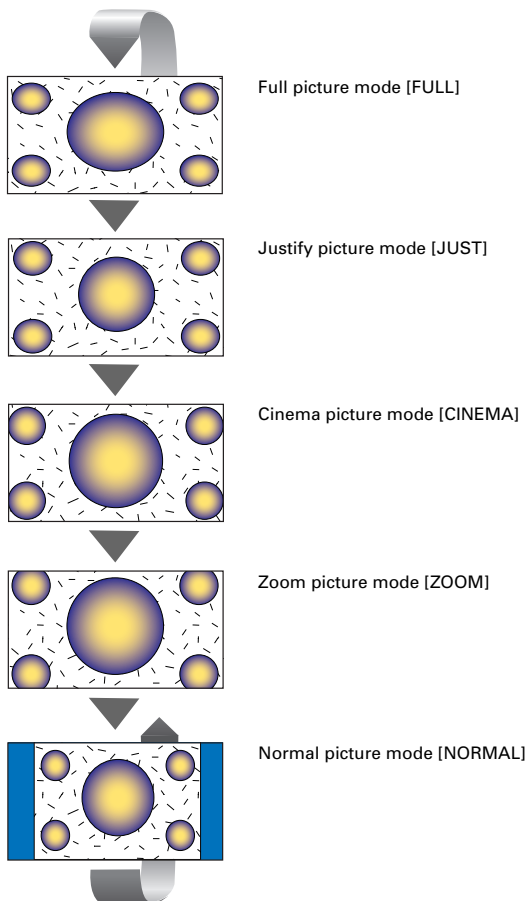 Full picture mode [FULL]
Justify picture mode [JUST]
Cinema picture mode [CINEMA]
Zoom picture mode [ZOOM]
Normal picture mode [NORMAL]